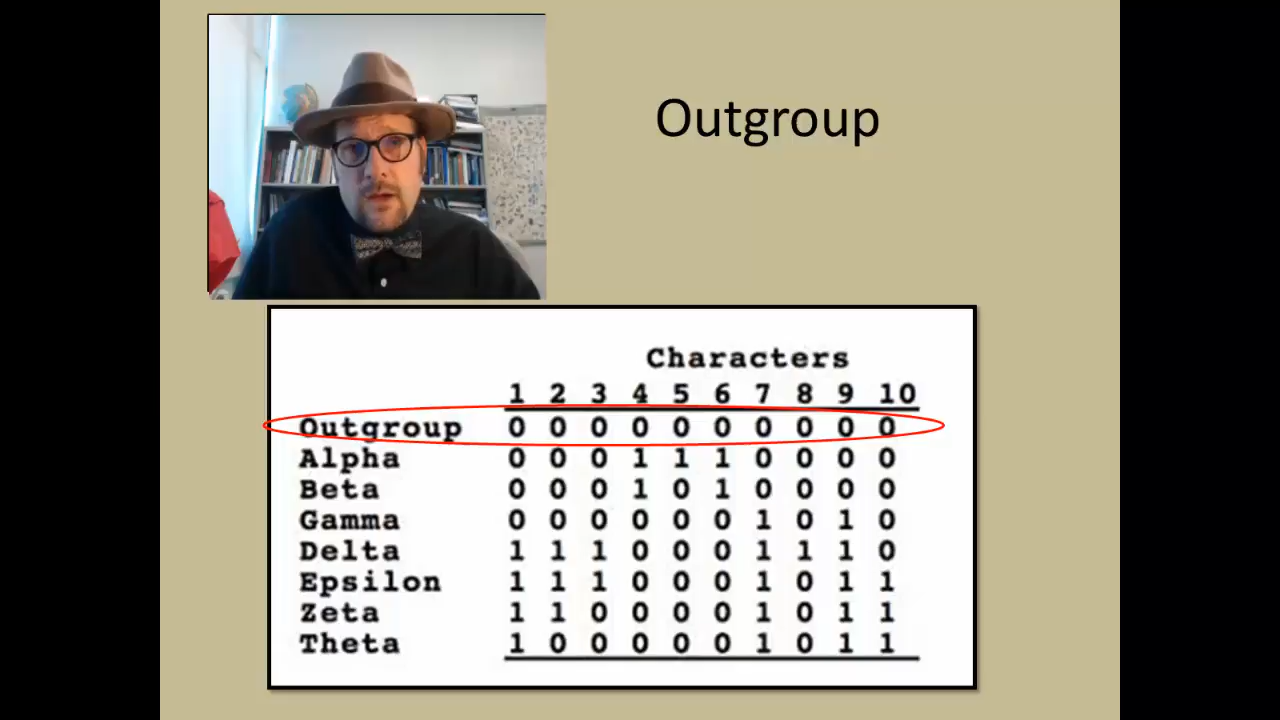 Outgroup
Characters
1 2 3 4 5 6 7 8 9 10
Outgroup 0 0 0 0 0 0 0 0 0 0
Alpha 0 0 0 1 1 1 0 0 0 0
Beta 0 0 0 1 0 1 0 0 0 0
Gamma 0 0 0 0 0 0 1 0 1 0
Delta 1 1 1 0 0 0 1 1 1 0
Epsilon 1 1 1 0 0 0 1 0 1 1
Zeta 1 1 0 0 0 0 1 0 1 1
Theta 1 0 0 0 0 0 1 0 1 1